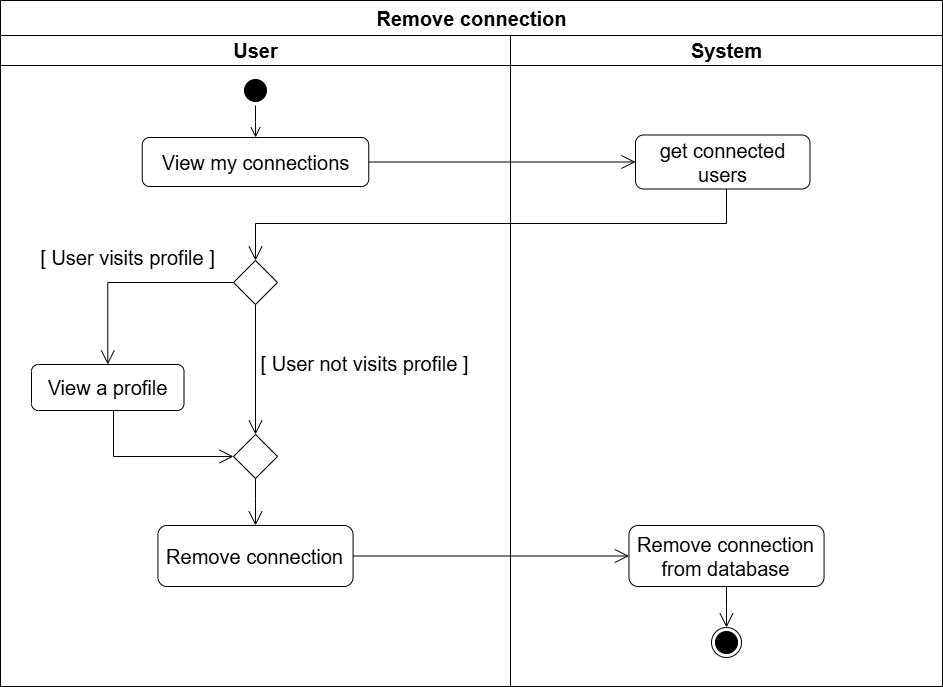 Remove connection
User
System
View my connections
get connected
users
[ User visits profile ]
[ User not visits profile ]
View a profile
Remove connection
Remove connection
from database